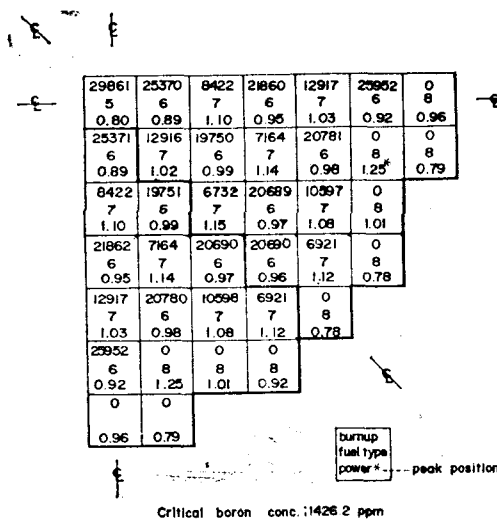 ℄ ℄
29861 25370 8422 21860 12917 25952 0
℄ 5 6 7 6 7 6 8 ℄
0.80 0.89 1.10 0.95 1.03 0.92 0.96
25371 12916 19750 7164 20781 0 0
6 7 6 7 6 8 8
0.89 1.02 0.99 1.14 0.98 1.25* 0.79
8422 19751 6732 20689 10597 0
7 6 7 6 7 8
1.10 0.99 1.15 0.97 1.08 1.01
21862 7164 20690 20690 6921 0
6 7 6 6 7 8
0.95 1.14 0.97 0.96 1.12 0.78
12917 20780 10598 6921 0
7 6 7 7 8
1.03 0.98 1.08 1.12 0.78
25952 0 0 0
6 8 8 8
0.92 1.25 1.01 0.92
℄
0 0
0.96 0.79
burnup
fuel type
power* --- peak position
℄
Critical boron conc. : 1426.2 ppm